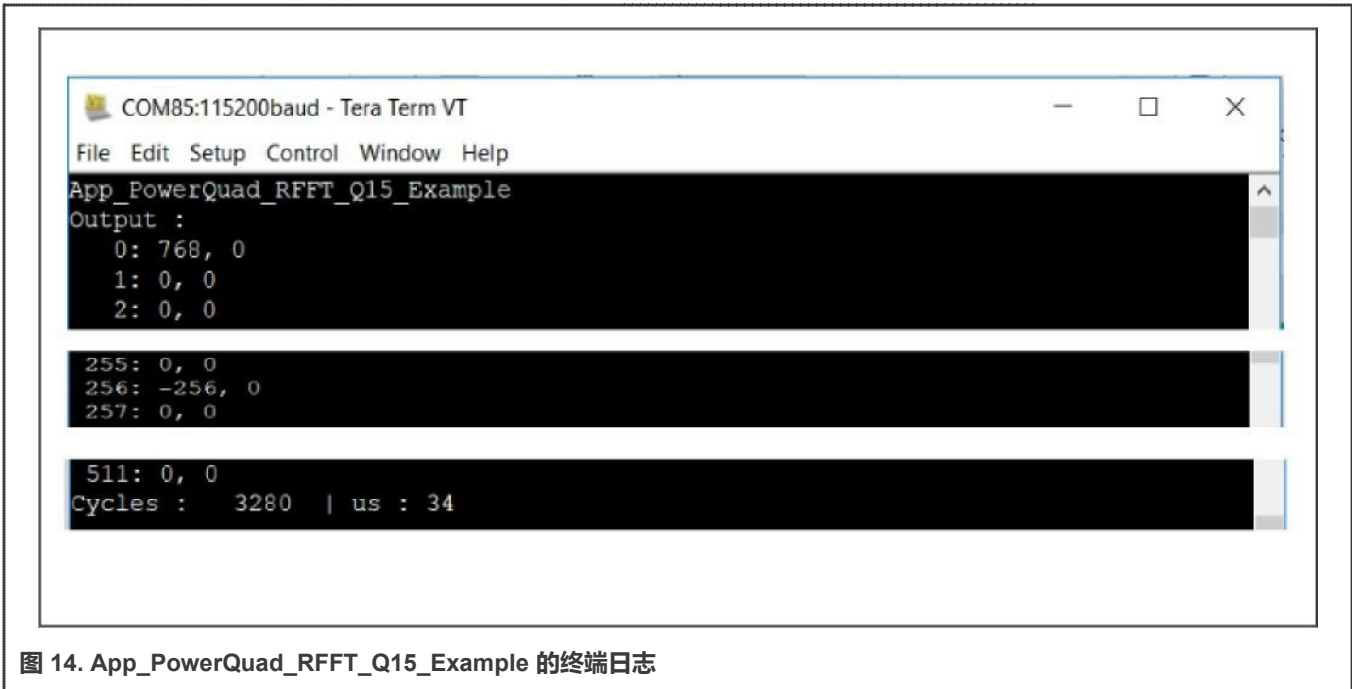 COM85:115200baud - Tera Term VT
File Edit Setup Control Window Help
App_PowerQuad_RFFT_Q15_Example
Output :
0: 768, 0
1: 0, 0
2: 0, 0
255: 0, 0
256: -256, 0
257: 0, 0
511: 0, 0
Cycles : 3280 | us : 34
图 14. App_PowerQuad_RFFT_Q15_Example 的终端日志